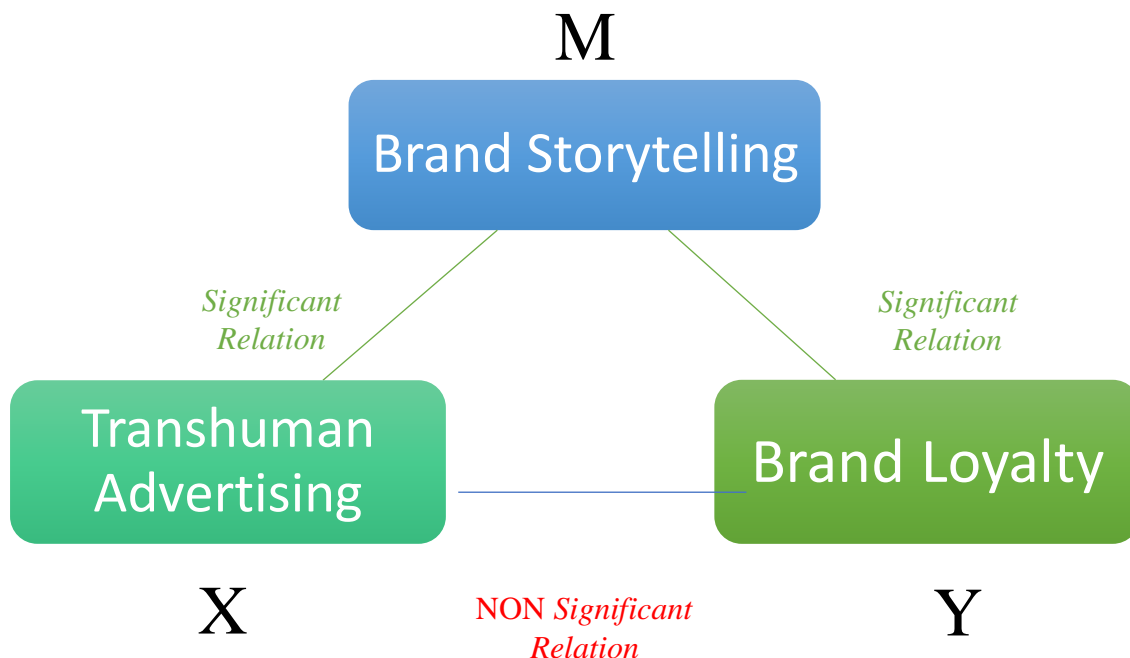 M
Brand Storytelling
Significant
Relation
Significant
Relation
Transhuman
Advertising
Brand Loyalty
X
NON Significant
Relation
Y